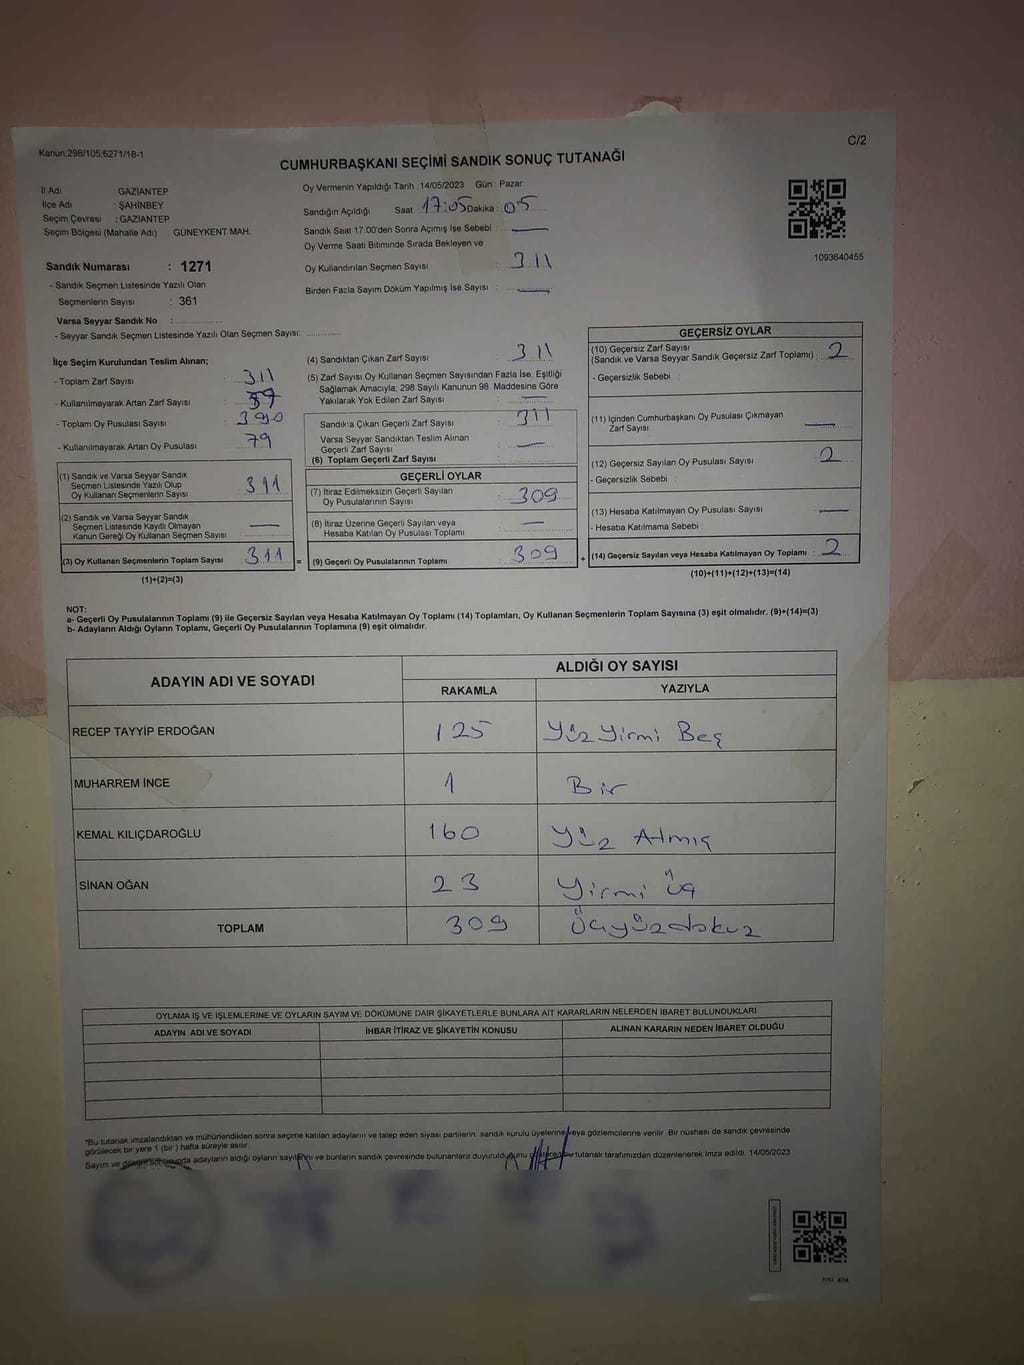 Kanun:298/105;6271/18-1
C/2
CUMHURBAŞKANI SEÇİMİ SANDIK SONUÇ TUTANAĞI
İl Adı : GAZİANTEP
İlçe Adı : ŞAHİNBEY
Seçim Çevresi : GAZİANTEP
Seçim Bölgesi (Mahalle Adı) GÜNEYKENT MAH.
Sandık Numarası : 1271
- Sandık Seçmen Listesinde Yazılı Olan
Seçmenlerin Sayısı : 361
Varsa Seyyar Sandık No :
- Seyyar Sandık Seçmen Listesinde Yazılı Olan Seçmen Sayısı:
Oy Vermenin Yapıldığı Tarih : 14/05/2023 Gün : Pazar
Sandığın Açıldığı Saat : 17:05 Dakika : 05
Sandık Saat 17.00'den Sonra Açımış İse Sebebi :
Oy Verme Saati Bitiminde Sırada Bekleyen ve
Oy Kullandırılan Seçmen Sayısı : 311
Birden Fazla Sayım Döküm Yapılmış İse Sayısı :
1093640455
İlçe Seçim Kurulundan Teslim Alınan;
- Toplam Zarf Sayısı : 311
- Kullanılmayarak Artan Zarf Sayısı :
- Toplam Oy Pusulası Sayısı : 390
- Kullanılmayarak Artan Oy Pusulası : 79
(1) Sandık ve Varsa Seyyar Sandık
Seçmen Listesinde Yazılı Olup
Oy Kullanan Seçmenlerin Sayısı : 311
(2) Sandık ve Varsa Seyyar Sandık
Seçmen Listesinde Kayıtlı Olmayan
Kanun Gereği Oy Kullanan Seçmen Sayısı :
(3) Oy Kullanan Seçmenlerin Toplam Sayısı : 311
(1)+(2)=(3)
(4) Sandıktan Çıkan Zarf Sayısı : 311
(5) Zarf Sayısı Oy Kullanan Seçmen Sayısından Fazla İse, Eşitliği
Sağlamak Amacıyla; 298 Sayılı Kanunun 98. Maddesine Göre
Yakılarak Yok Edilen Zarf Sayısı :
Sandıkta Çıkan Geçerli Zarf Sayısı : 311
Varsa Seyyar Sandıktan Teslim Alınan
Geçerli Zarf Sayısı :
(6) Toplam Geçerli Zarf Sayısı :
GEÇERLİ OYLAR
(7) İtiraz Edilmeksizin Geçerli Sayılan
Oy Pusulalarının Sayısı : 309
(8) İtiraz Üzerine Geçerli Sayılan veya
Hesaba Katılan Oy Pusulası Toplamı :
= (9) Geçerli Oy Pusulalarının Toplamı : 309 +
GEÇERSİZ OYLAR
(10) Geçersiz Zarf Sayısı
(Sandık ve Varsa Seyyar Sandık Geçersiz Zarf Toplamı) : 2
- Geçersizlik Sebebi :
(11) İçinden Cumhurbaşkanı Oy Pusulası Çıkmayan
Zarf Sayısı :
(12) Geçersiz Sayılan Oy Pusulası Sayısı : 2
- Geçersizlik Sebebi :
(13) Hesaba Katılmayan Oy Pusulası Sayısı :
- Hesaba Katılmama Sebebi :
(14) Geçersiz Sayılan veya Hesaba Katılmayan Oy Toplamı : 2
(10)+(11)+(12)+(13)=(14)
NOT:
a- Geçerli Oy Pusulalarının Toplamı (9) ile Geçersiz Sayılan veya Hesaba Katılmayan Oy Toplamı (14) Toplamları, Oy Kullanan Seçmenlerin Toplam Sayısına (3) eşit olmalıdır. (9)+(14)=(3)
b- Adayların Aldığı Oyların Toplamı, Geçerli Oy Pusulalarının Toplamına (9) eşit olmalıdır.
ADAYIN ADI VE SOYADI
ALDIĞI OY SAYISI
RAKAMLA YAZIYLA
RECEP TAYYİP ERDOĞAN 125 Yüz Yirmi Beş
MUHARREM İNCE 1 Bir
KEMAL KILIÇDAROĞLU 160 Yüz Atmış
SİNAN OĞAN 23 Yirmi Üç
TOPLAM 309 Üçyüzdokuz
OYLAMA İŞ VE İŞLEMLERİNE VE OYLARIN SAYIM VE DÖKÜMÜNE DAİR ŞİKAYETLERLE BUNLARA AİT KARARLARIN NELERDEN İBARET BULUNDUKLARI
ADAYIN ADI VE SOYADI İHBAR İTİRAZ VE ŞİKAYETİN KONUSU ALINAN KARARIN NEDEN İBARET OLDUĞU
*Bu tutanak imzalandıktan ve mühürlendikten sonra seçime katılan adayların ve talep eden siyasi partilerin sandık kurulu üyelerine veya gözlemcilerine verilir. Bir nüshası da sandık çevresinde
görülecek bir yere 1 (bir) hafta süreyle asılır.
Sayım ve döküm sonucunda adayların aldığı oyların sayılarını ve bunların sandık çevresinde bulunanlara duyurulduğunu gösteren bu tutanak tarafımızdan düzenlenerek imza edildi. 14/05/2023